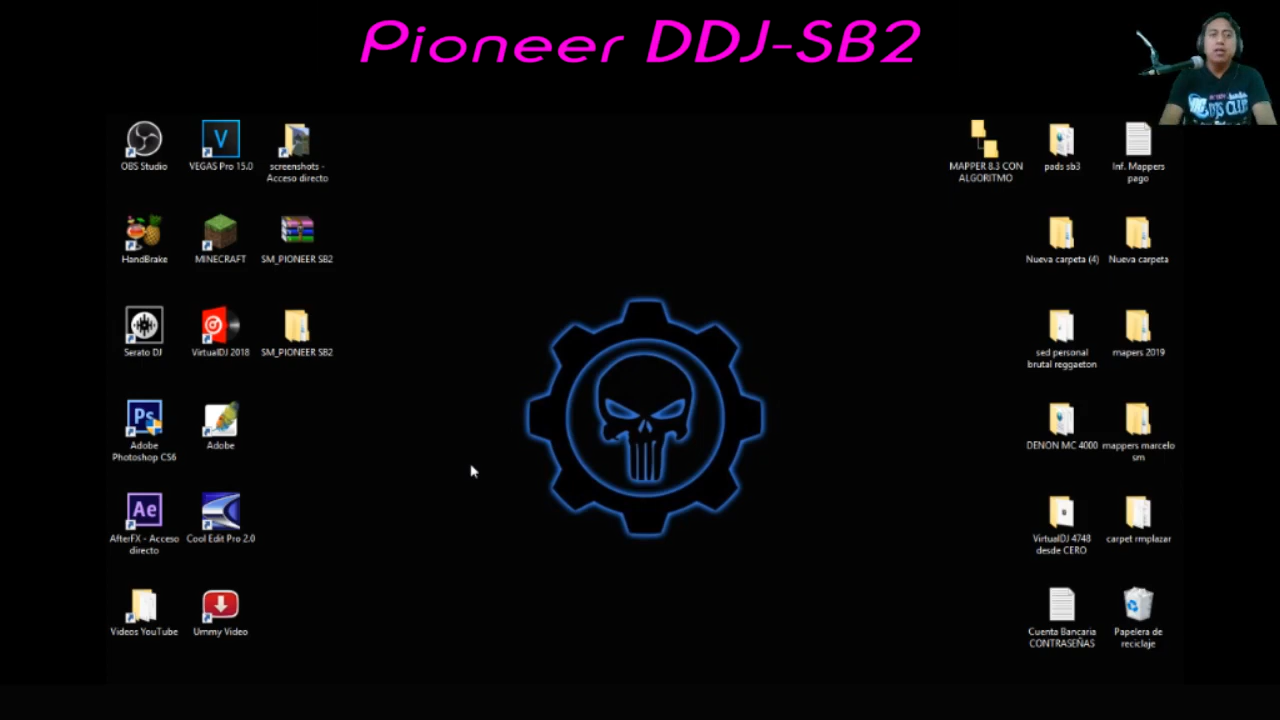 Pioneer DDJ-SB2
OBS Studio
VEGAS Pro 15.0
screenshots -
Acceso directo
MAPPER 8.3 CON
ALGORITMO
pads sb3
Inf. Mappers
pago
HandBrake
MINECRAFT
SM_PIONEER SB2
Nueva carpeta (4)
Nueva carpeta
Serato DJ
VirtualDJ 2018
SM_PIONEER SB2
sed personal
brutal reggaeton
mapers 2019
Ps
Adobe
Photoshop CS6
Adobe
DENON MC 4000
mappers marcelo
sm
Ae
AfterFX - Acceso
directo
Cool Edit Pro 2.0
VirtualDJ 4748
desde CERO
carpet rmplazar
Videos YouTube
Ummy Video
Cuenta Bancaria
CONTRASEÑAS
Papelera de
reciclaje
DJS CLUB